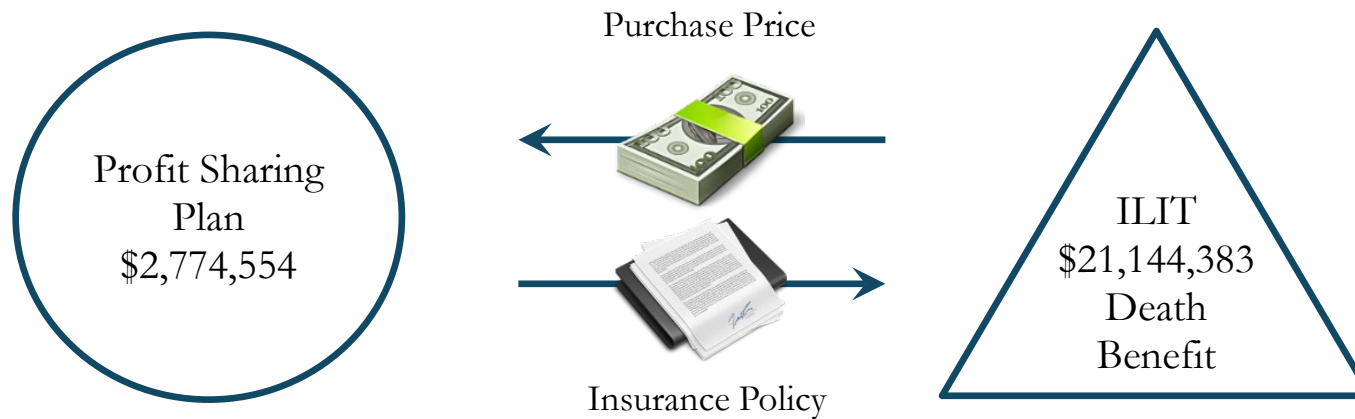 Purchase Price
Profit Sharing
Plan
$2,774,554
ILIT
$21,144,383
Death
Benefit
Insurance Policy